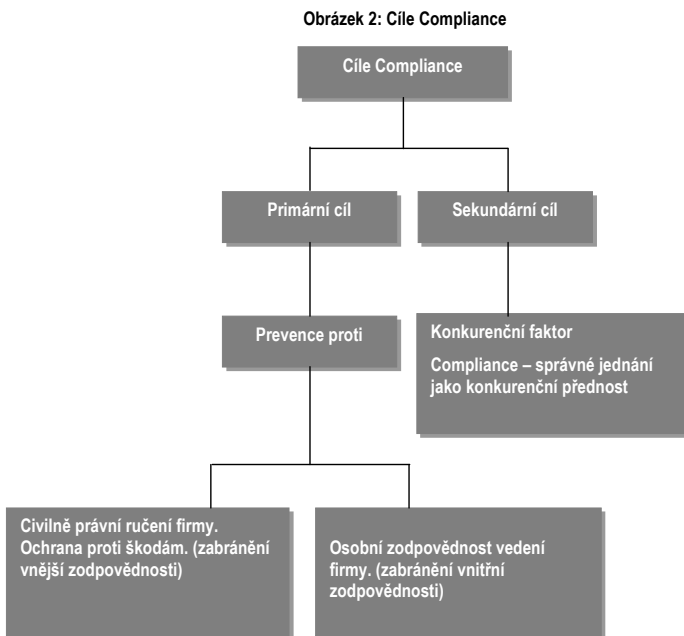 Obrázek 2: Cíle Compliance
Cíle Compliance
Primární cíl
Sekundární cíl
Prevence proti
Konkurenční faktor
Compliance – správné jednání
jako konkurenční přednost
Civilně právní ručení firmy.
Ochrana proti škodám. (zabránění
vnější zodpovědnosti)
Osobní zodpovědnost vedení
firmy. (zabránění vnitřní
zodpovědnosti)